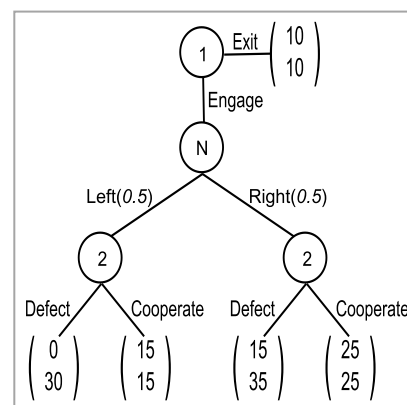 1 Exit ( 10 )
( 10 )
Engage
N
Left(0.5) Right(0.5)
2 2
Defect Cooperate Defect Cooperate
( 0 ) ( 15 ) ( 15 ) ( 25 )
( 30 ) ( 15 ) ( 35 ) ( 25 )